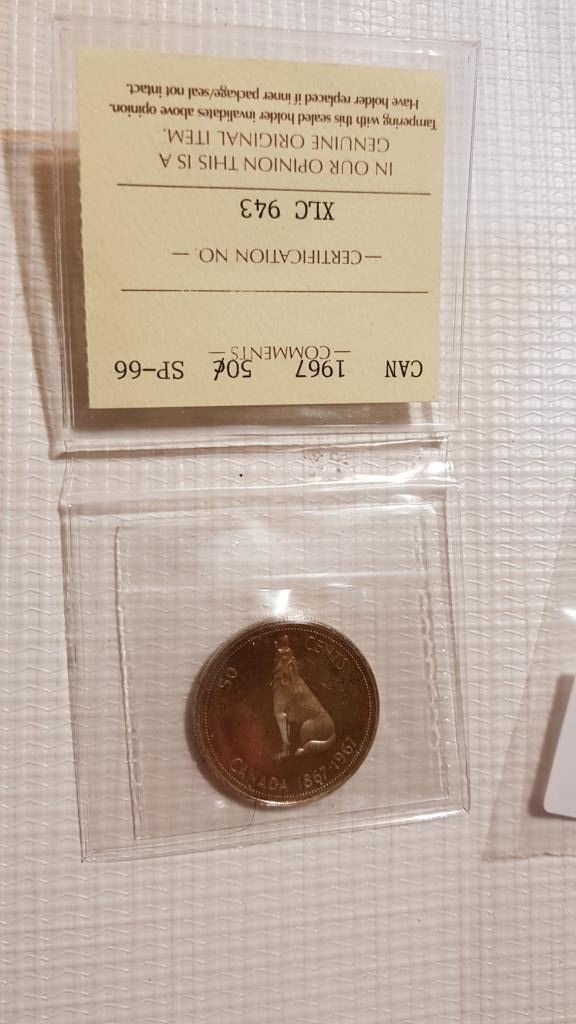 CAN 1967 50¢ SP-66
— COMMENTS —
— CERTIFICATION NO. —
XLC 943
IN OUR OPINION THIS IS A
GENUINE ORIGINAL ITEM.
Tampering with this sealed holder invalidates above opinion.
Have holder replaced if inner package/seal not intact.
50 CENTS
CANADA 1867-1967